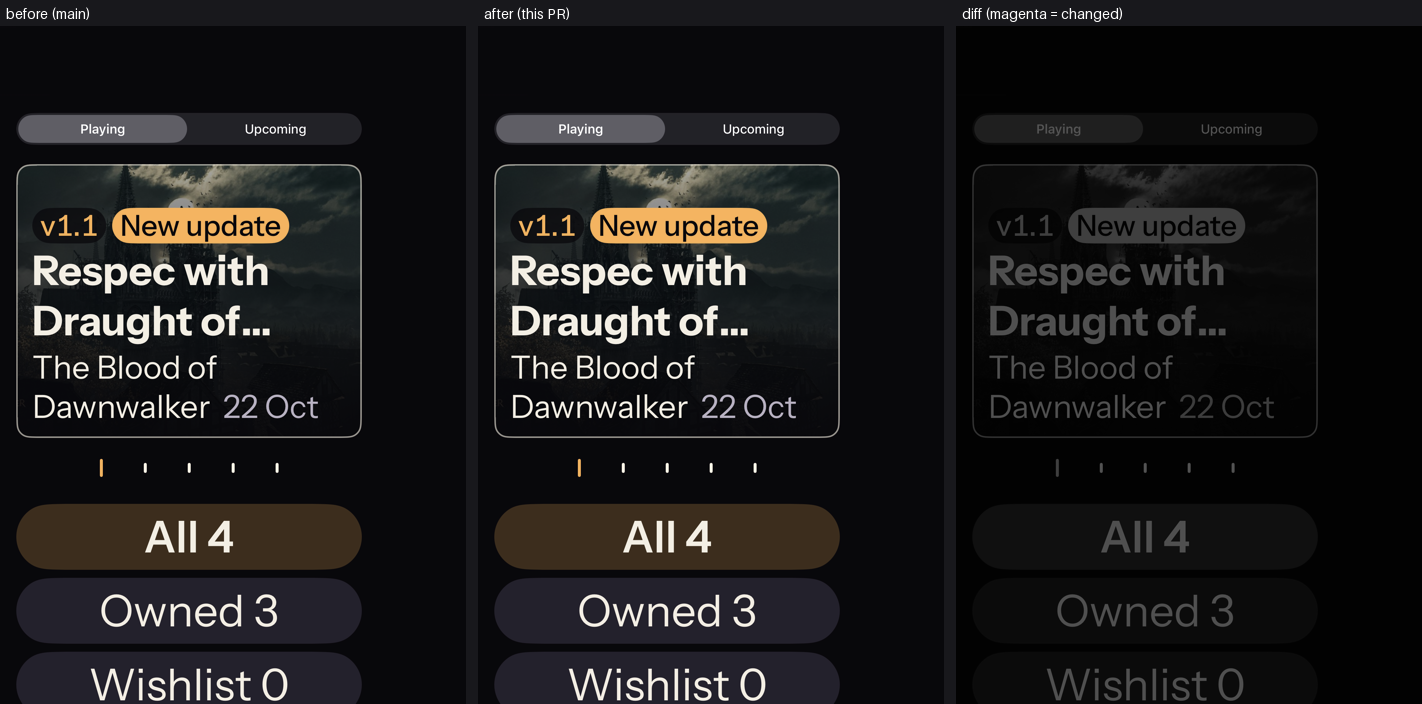 before (main)
after (this PR)
diff (magenta = changed)
Playing
Upcoming
v1.1
New update
Respec with
Draught of...
The Blood of
Dawnwalker 22 Oct
All 4
Owned 3
Wishlist 0
Playing
Upcoming
v1.1
New update
Respec with
Draught of...
The Blood of
Dawnwalker 22 Oct
All 4
Owned 3
Wishlist 0
Playing
Upcoming
v1.1
New update
Respec with
Draught of...
The Blood of
Dawnwalker 22 Oct
All 4
Owned 3
Wishlist 0